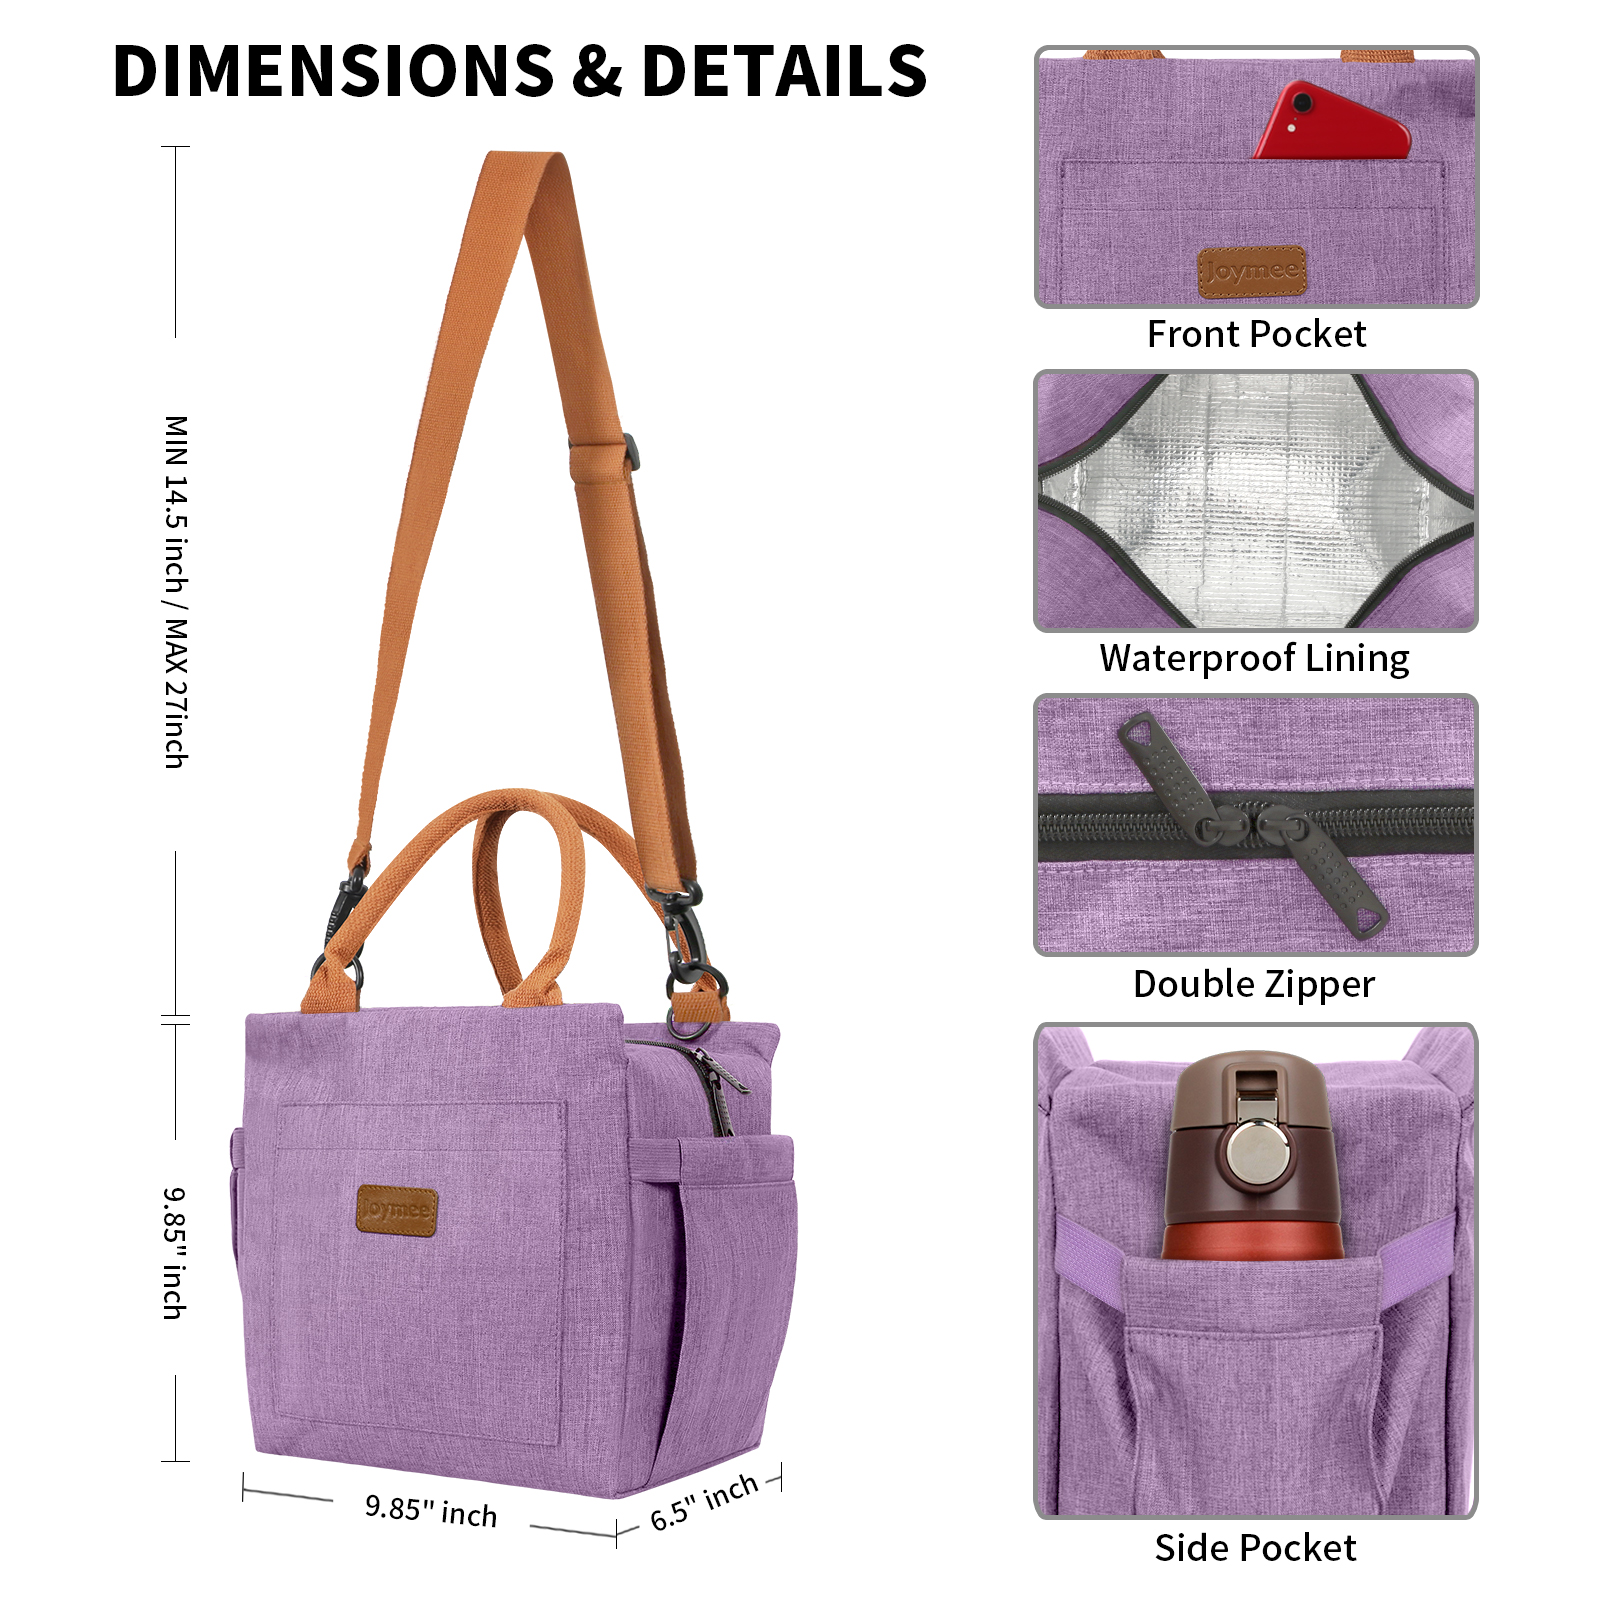 DIMENSIONS & DETAILS
MIN 14.5 inch / MAX 27inch
9.85" inch
9.85" inch
6.5" inch
Joymee
Joymee
Front Pocket
Waterproof Lining
Double Zipper
Side Pocket